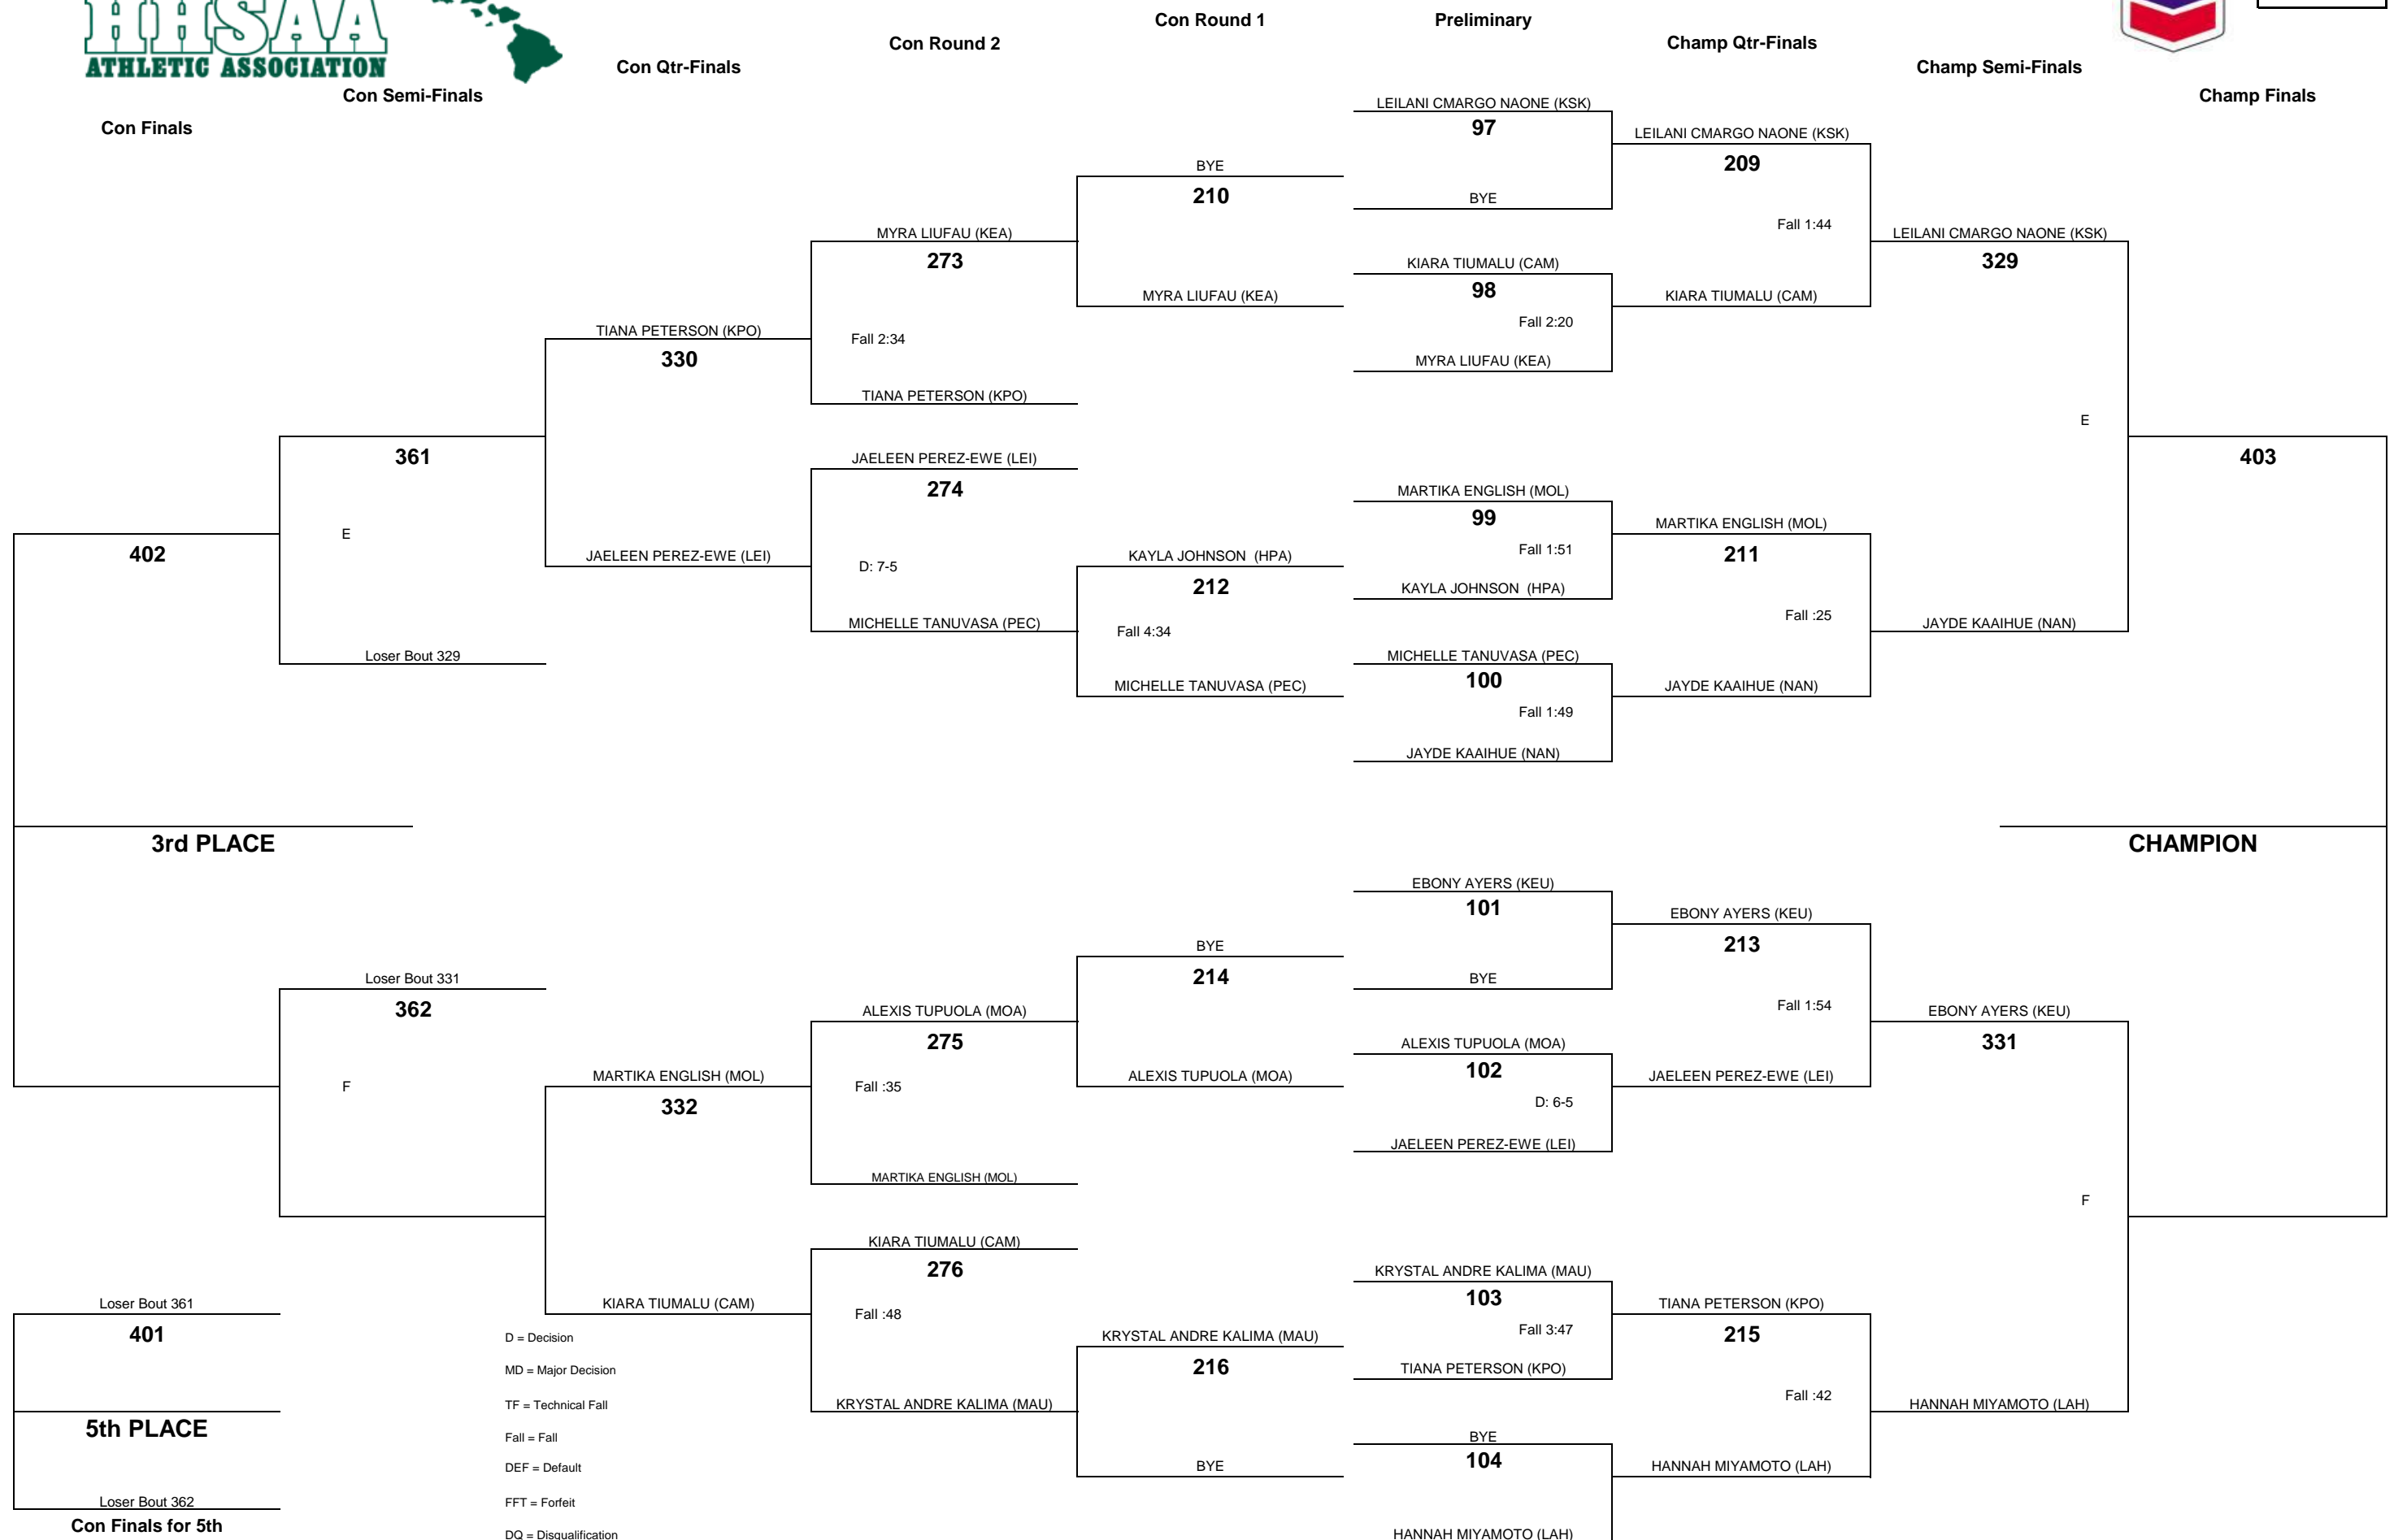 HHSAA
ATHLETIC ASSOCIATION
Con Round 1
Preliminary
Con Round 2
Champ Qtr-Finals
Con Qtr-Finals
Champ Semi-Finals
Con Semi-Finals
Champ Finals
Con Finals
LEILANI CMARGO NAONE (KSK)
97
LEILANI CMARGO NAONE (KSK)
BYE
209
210
BYE
Fall 1:44
MYRA LIUFAU (KEA)
LEILANI CMARGO NAONE (KSK)
273
KIARA TIUMALU (CAM)
329
MYRA LIUFAU (KEA)
98
KIARA TIUMALU (CAM)
Fall 2:20
TIANA PETERSON (KPO)
Fall 2:34
330
MYRA LIUFAU (KEA)
TIANA PETERSON (KPO)
E
361
JAELEEN PEREZ-EWE (LEI)
403
274
MARTIKA ENGLISH (MOL)
99
MARTIKA ENGLISH (MOL)
E
402
JAELEEN PEREZ-EWE (LEI)
D: 7-5
KAYLA JOHNSON (HPA)
Fall 1:51
211
212
KAYLA JOHNSON (HPA)
Fall :25
MICHELLE TANUVASA (PEC)
Fall 4:34
JAYDE KAAIHUE (NAN)
Loser Bout 329
MICHELLE TANUVASA (PEC)
100
MICHELLE TANUVASA (PEC)
JAYDE KAAIHUE (NAN)
Fall 1:49
JAYDE KAAIHUE (NAN)
3rd PLACE
CHAMPION
EBONY AYERS (KEU)
101
EBONY AYERS (KEU)
BYE
213
Loser Bout 331
214
BYE
362
ALEXIS TUPUOLA (MOA)
Fall 1:54
EBONY AYERS (KEU)
275
ALEXIS TUPUOLA (MOA)
331
F
MARTIKA ENGLISH (MOL)
Fall :35
ALEXIS TUPUOLA (MOA)
102
JAELEEN PEREZ-EWE (LEI)
332
D: 6-5
JAELEEN PEREZ-EWE (LEI)
MARTIKA ENGLISH (MOL)
F
KIARA TIUMALU (CAM)
276
KRYSTAL ANDRE KALIMA (MAU)
Loser Bout 361
KIARA TIUMALU (CAM)
Fall :48
103
TIANA PETERSON (KPO)
401
D = Decision
KRYSTAL ANDRE KALIMA (MAU)
Fall 3:47
215
MD = Major Decision
216
TIANA PETERSON (KPO)
TF = Technical Fall
KRYSTAL ANDRE KALIMA (MAU)
Fall :42
HANNAH MIYAMOTO (LAH)
5th PLACE
Fall = Fall
BYE
DEF = Default
BYE
104
HANNAH MIYAMOTO (LAH)
Loser Bout 362
FFT = Forfeit
Con Finals for 5th
DQ = Disqualification
HANNAH MIYAMOTO (LAH)